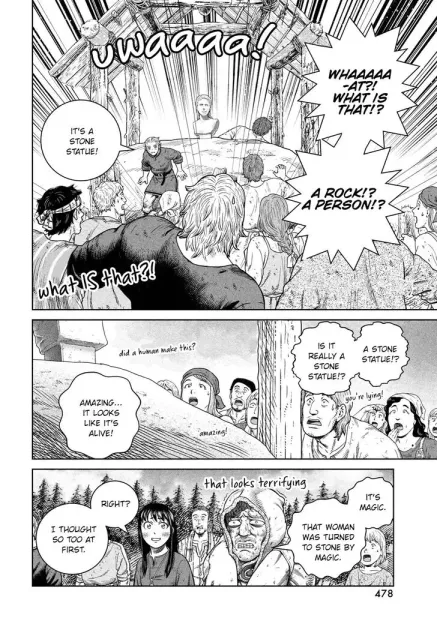 uwaaaa!
WHAAAAA
-AT?!
WHAT IS
THAT!?
IT'S A
STONE
STATUE!
A ROCK!?
A PERSON!?
what IS that?!
A STONE
STATUE!?
IS IT
REALLY A
STONE
STATUE!?
you're lying!
did a human make this?
amazing!
AMAZING...
IT LOOKS
LIKE IT'S
ALIVE!
IT'S
MAGIC.
THAT WOMAN
WAS TURNED
TO STONE BY
MAGIC.
that looks terrifying
RIGHT?
I THOUGHT
SO TOO AT
FIRST.
478